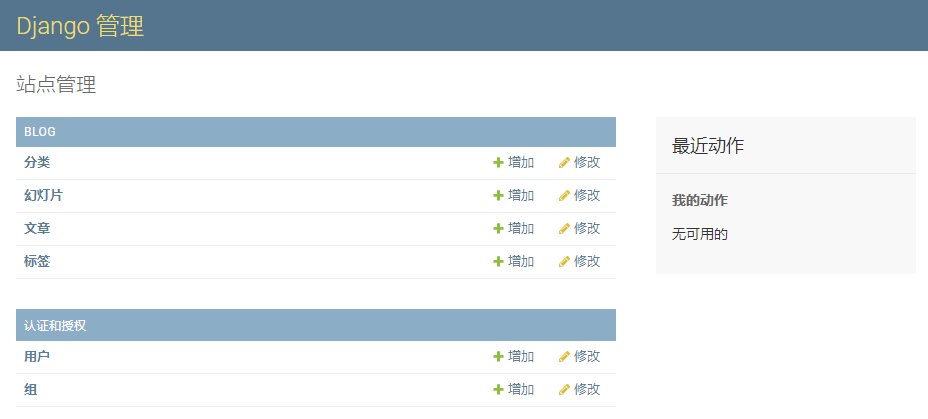 Django 管理
站点管理
BLOG
分类 增加 修改
幻灯片 增加 修改
文章 增加 修改
标签 增加 修改
认证和授权
用户 增加 修改
组 增加 修改
最近动作
我的动作
无可用的